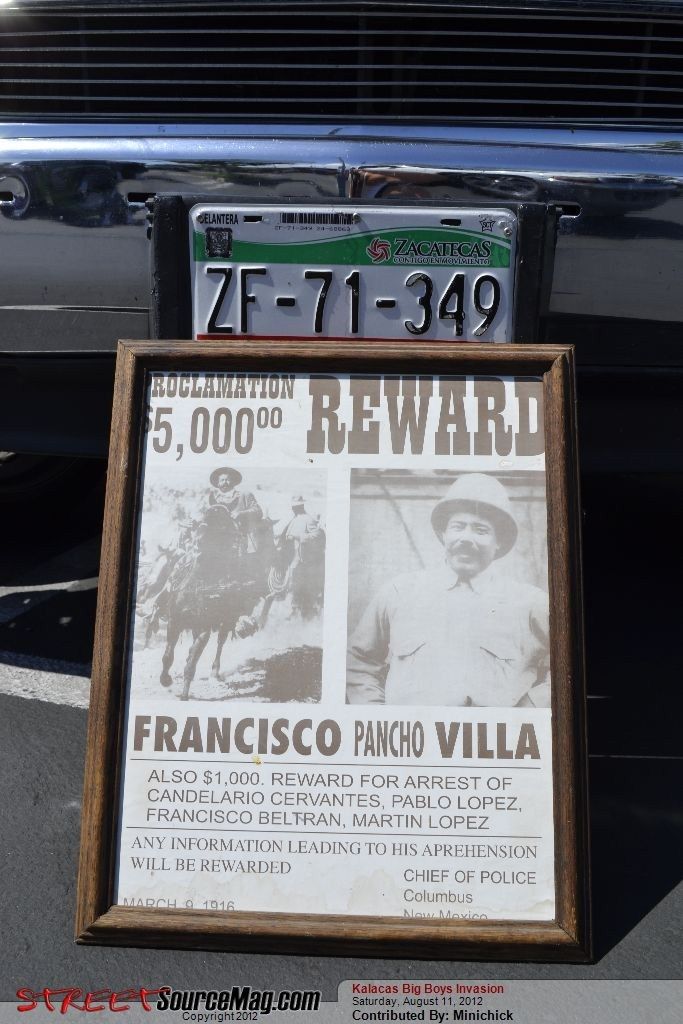 DELANTERA
ZACATECAS
CONTIGO EN MOVIMIENTO
ZF-71-349
ROCLAMATION
$5,000⁰⁰ REWARD
FRANCISCO PANCHO VILLA
ALSO $1,000. REWARD FOR ARREST OF
CANDELARIO CERVANTES, PABLO LOPEZ,
FRANCISCO BELTRAN, MARTIN LOPEZ
ANY INFORMATION LEADING TO HIS APREHENSION
WILL BE REWARDED
CHIEF OF POLICE
Columbus
New Mexico
MARCH 9 1916
STREETSourceMag.com
Copyright 2012
Kalacas Big Boys Invasion
Saturday, August 11, 2012
Contributed By: Minichick